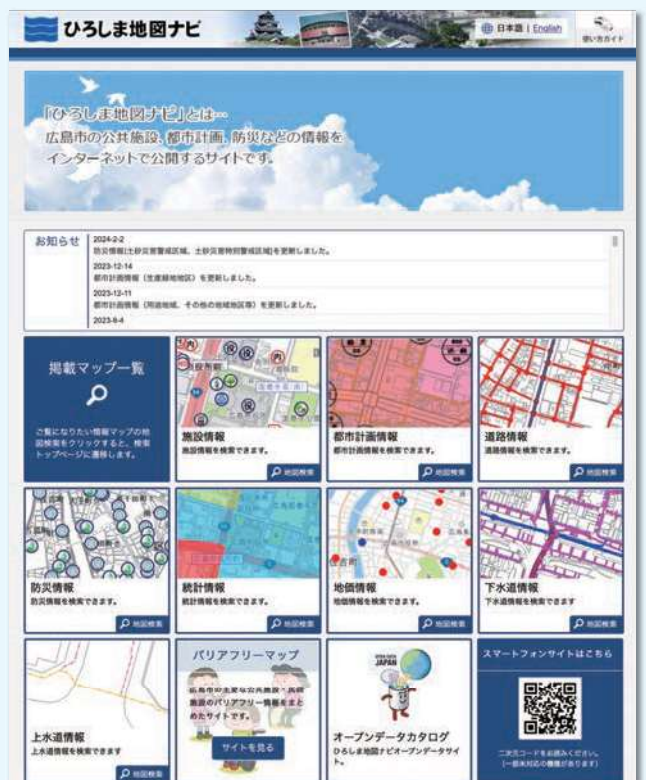 ひろしま地図ナビ
日本語 | English
使い方ガイド
「ひろしま地図ナビ」とは…
広島市の公共施設、都市計画、防災などの情報を
インターネットで公開するサイトです。
お知らせ
2024-2-2
防災情報(土砂災害警戒区域、土砂災害特別警戒区域)を更新しました。
2023-12-14
都市計画情報（生産緑地地区）を更新しました。
2023-12-11
都市計画情報（用途地域、その他の地域地区等）を更新しました。
2023-9-4
掲載マップ一覧
ご覧になりたい情報マップの地
図検索をクリックすると、検索
トップページに遷移します。
施設情報
施設情報を検索できます。
地図検索
都市計画情報
都市計画情報を検索できます。
地図検索
道路情報
道路情報を検索できます。
地図検索
防災情報
防災情報を検索できます。
地図検索
統計情報
統計情報を検索できます。
地図検索
地価情報
地価情報を検索できます。
地図検索
下水道情報
下水道情報を検索できます
地図検索
上水道情報
上水道情報を検索できます
地図検索
バリアフリーマップ
広島市の主要な公共施設・民間
施設のバリアフリー情報をまと
めたサイトです。
サイトを見る
OPEN DATA
JAPAN
オープンデータカタログ
ひろしま地図ナビオープンデータサイ
ト。
スマートフォンサイトはこちら
二次元コードをお読みください。
(一部未対応の機種があります)